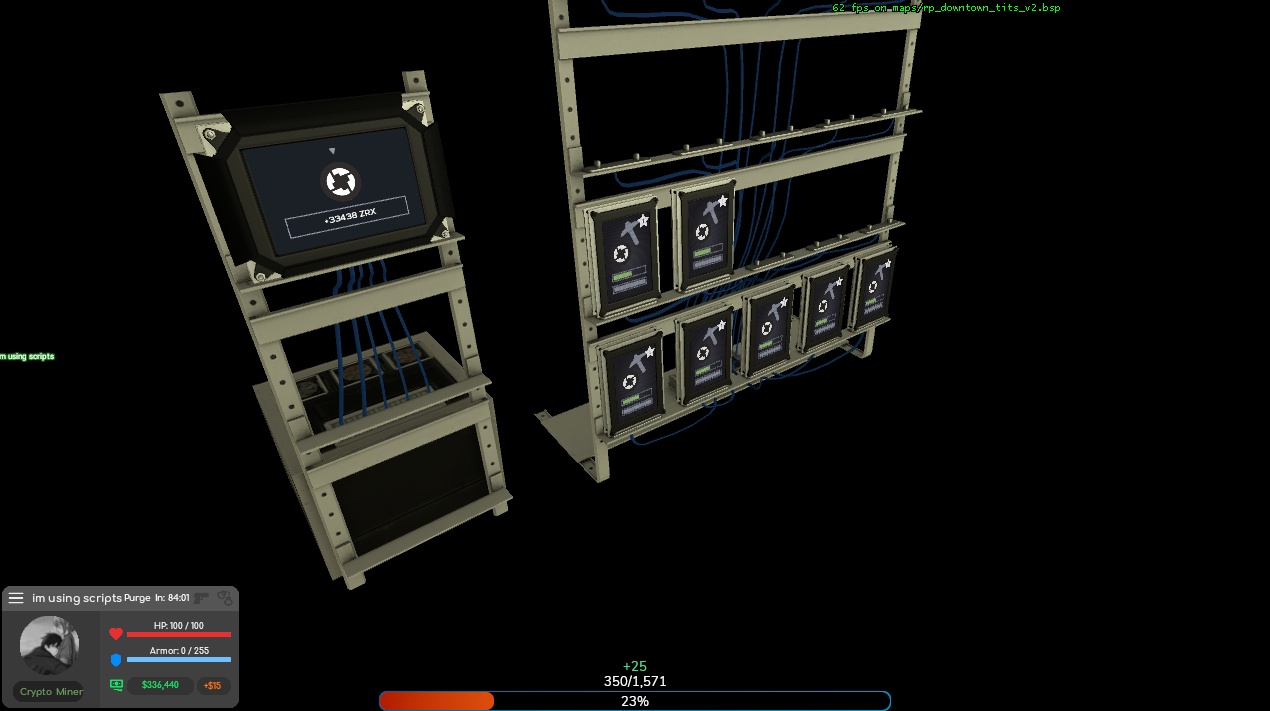 62 fps on maps/rp_downtown_tits_v2.bsp
+33438 ZRX
m using scripts
im using scripts Purge In: 84:01
HP: 100 / 100
Armor: 0 / 255
$336,440 +$15
Crypto Miner
+25
350/1,571
23%